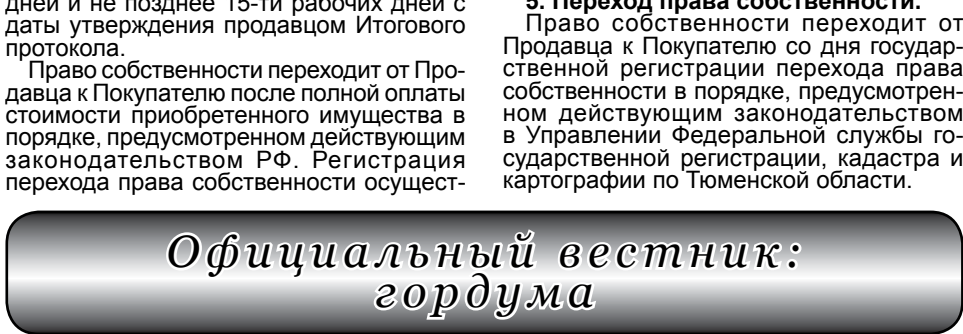 дней и не позднее 15-ти рабочих дней с
даты утверждения продавцом Итогового
протокола.
Право собственности переходит от Про-
давца к Покупателю после полной оплаты
стоимости приобретенного имущества в
порядке, предусмотренном действующим
законодательством РФ. Регистрация
перехода права собственности осущест-
5. Переход права собственности.
Право собственности переходит от
Продавца к Покупателю со дня государ-
ственной регистрации перехода права
собственности в порядке, предусмотрен-
ном действующим законодательством
в Управлении Федеральной службы го-
сударственной регистрации, кадастра и
картографии по Тюменской области.
Официальный вестник:
гордума